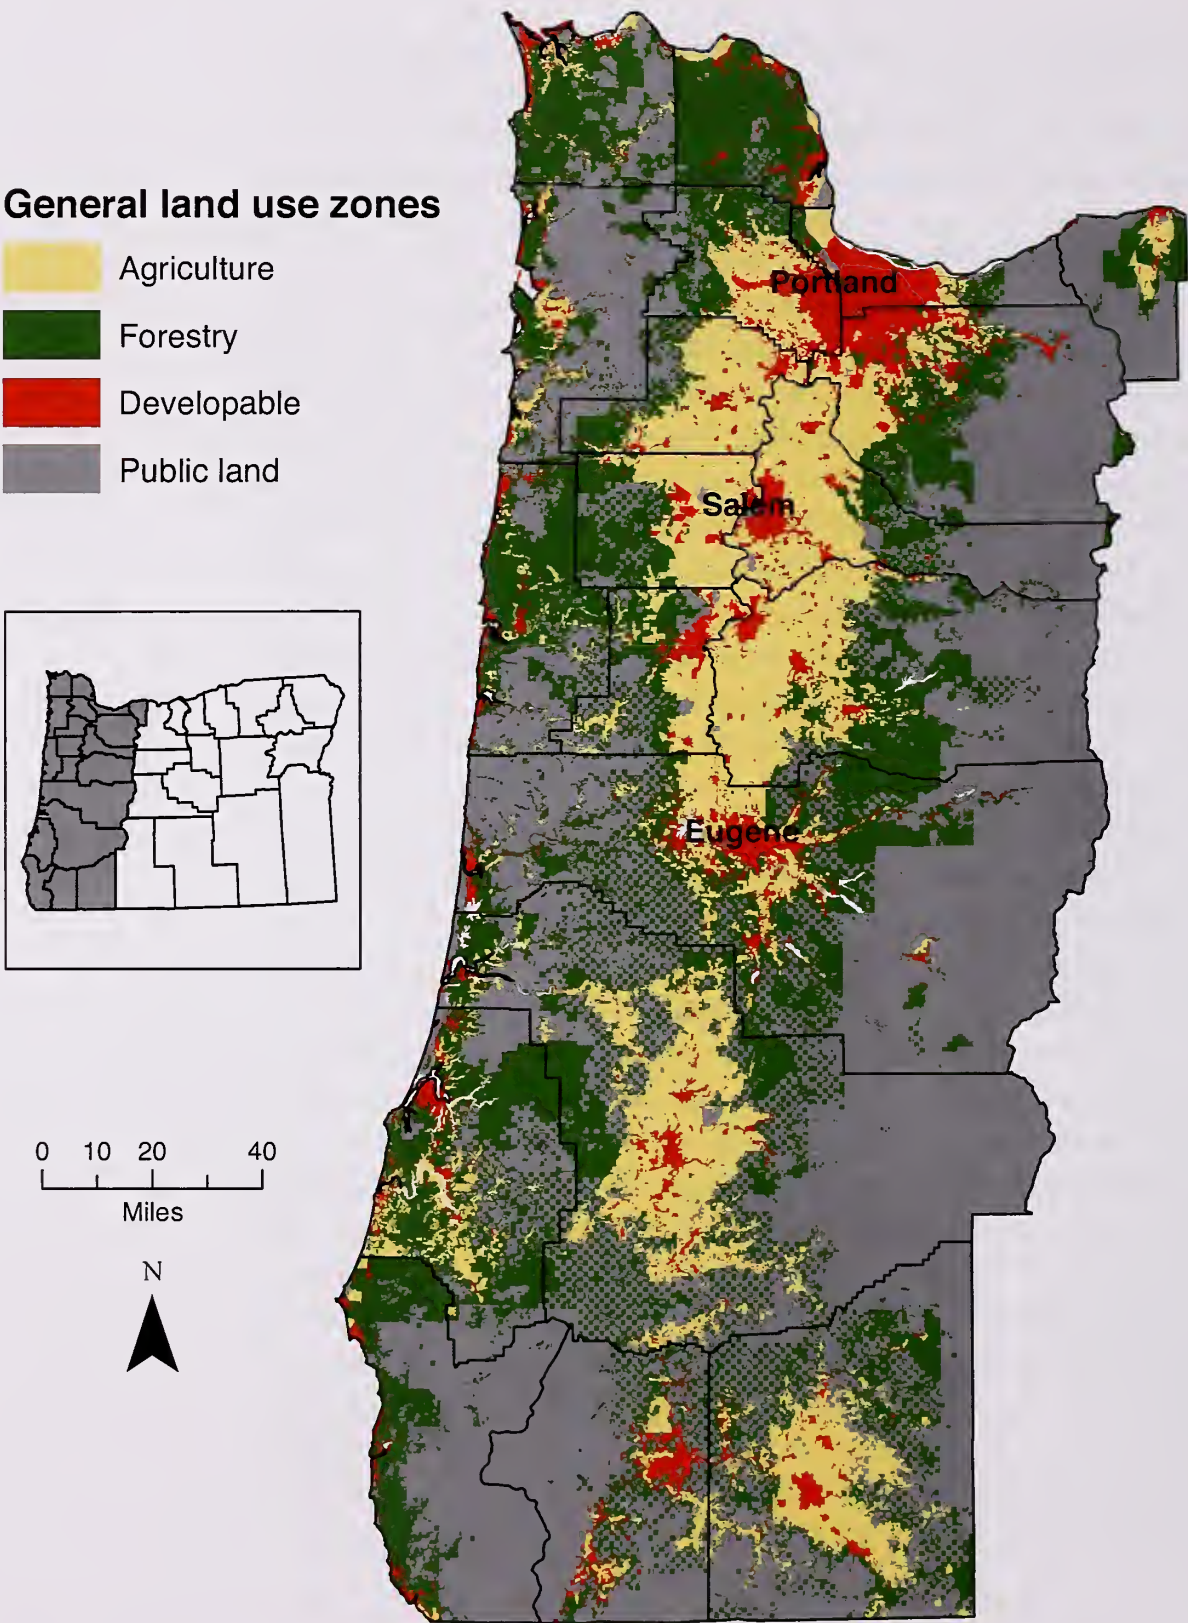 General land use zones
Agriculture
Forestry
Developable
Public land
Portland
Salem
Eugene
0 10 20 40
Miles
N